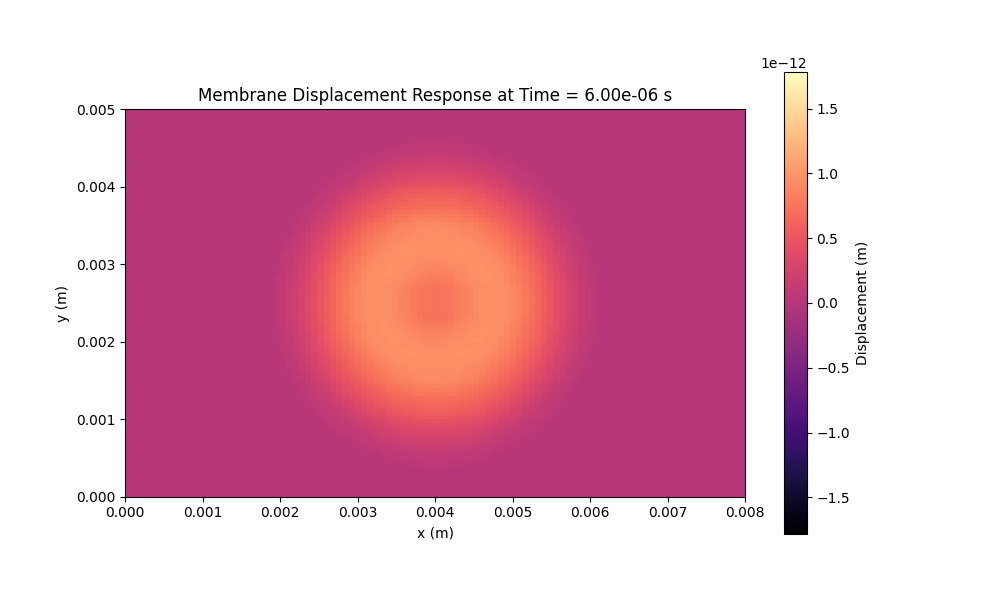 1e−12
Membrane Displacement Response at Time = 6.00e-06 s
0.005
0.004
0.003
0.002
0.001
0.000
y (m)
0.000 0.001 0.002 0.003 0.004 0.005 0.006 0.007 0.008
x (m)
1.5
1.0
0.5
0.0
−0.5
−1.0
−1.5
Displacement (m)